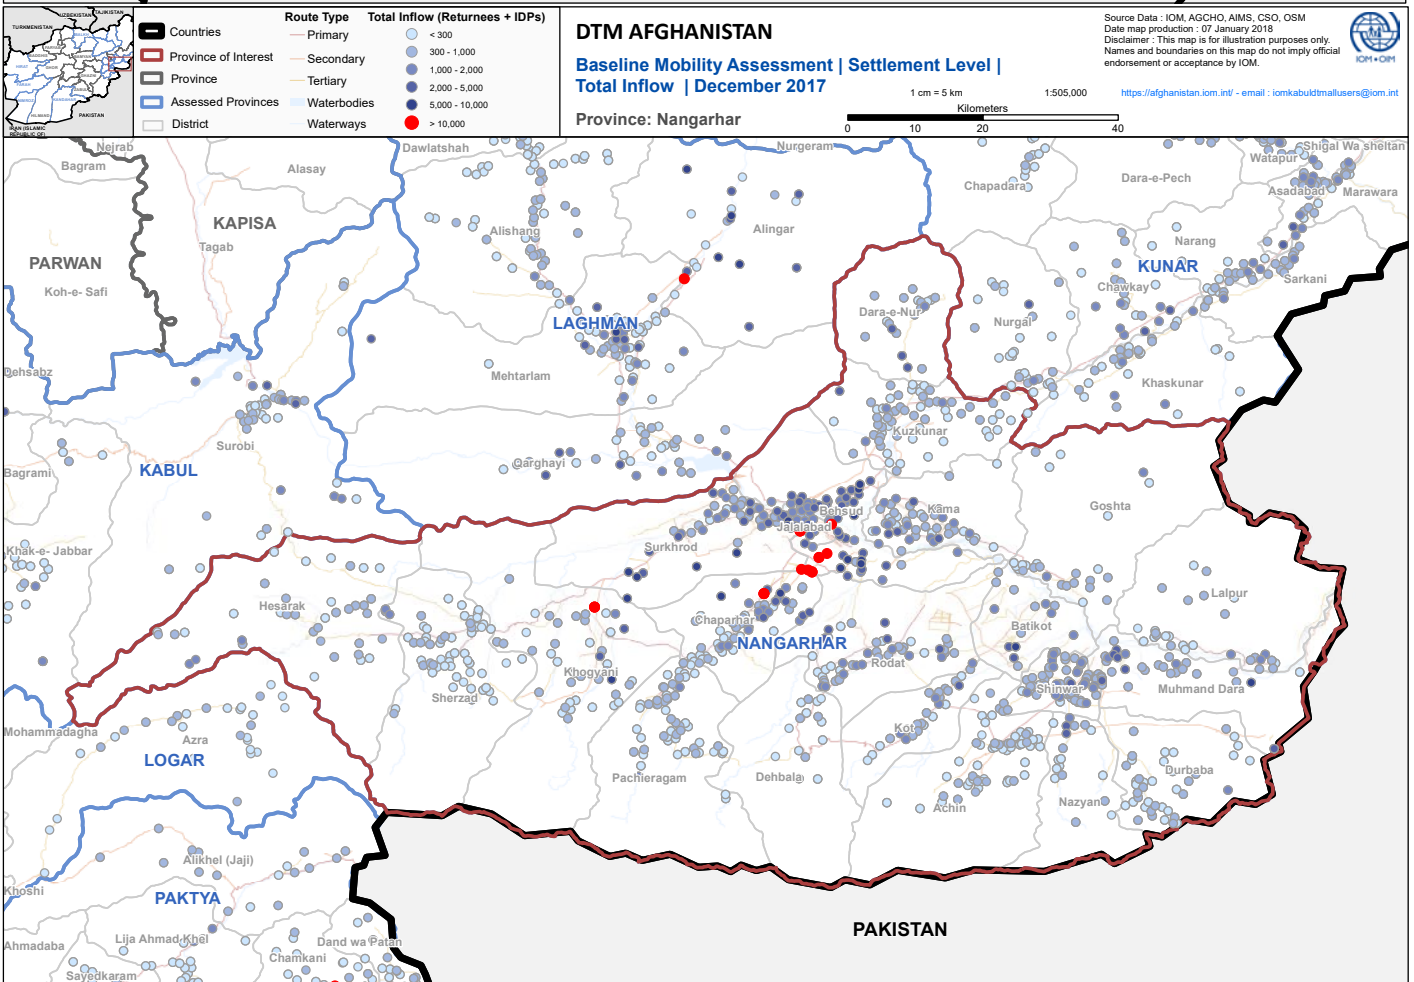 UZBEKISTAN
TAJIKISTAN
TURKMENISTAN
PAKISTAN
IRAN (ISLAMIC
REPUBLIC OF)
Countries
Province of Interest
Province
Assessed Provinces
District
Route Type
Primary
Secondary
Tertiary
Waterbodies
Waterways
Total Inflow (Returnees + IDPs)
< 300
300 - 1,000
1,000 - 2,000
2,000 - 5,000
5,000 - 10,000
> 10,000
DTM AFGHANISTAN
Baseline Mobility Assessment | Settlement Level |
Total Inflow | December 2017
Province: Nangarhar
1 cm = 5 km
1:505,000
Kilometers
0 10 20 40
Source Data : IOM, AGCHO, AIMS, CSO, OSM
Date map production : 07 January 2018
Disclaimer : This map is for illustration purposes only.
Names and boundaries on this map do not imply official
endorsement or acceptance by IOM.
https://afghanistan.iom.int/ - email : iomkabuldtmallusers@iom.int
IOM • OIM
Nejrab
Bagram
Alasay
Dawlatshah
Nurgeram
Shigal Wa sheltan
Watapur
Chapadara
Dara-e-Pech
Asadabad
Marawara
KAPISA
Tagab
Alishang
Alingar
Narang
PARWAN
KUNAR
Koh-e- Safi
Sarkani
Chawkay
Dara-e-Nur
Nurgal
LAGHMAN
Dehsabz
Mehtarlam
Khaskunar
Surobi
Kuzkunar
Bagrami
KABUL
Qarghayi
Goshta
Behsud
Kama
Jalalabad
Khak-e- Jabbar
Surkhrod
Hesarak
Lalpur
Chaparhar
Batikot
NANGARHAR
Rodat
Khogyani
Sherzad
Shinwar
Muhmand Dara
Mohammadagha
Azra
Kot
LOGAR
Pachieragam
Dehbala
Durbaba
Achin
Nazyan
Alikhel (Jaji)
Khoshi
PAKTYA
PAKISTAN
Ahmadaba
Lija Ahmad Khel
Dand wa Patan
Chamkani
Sayedkaram